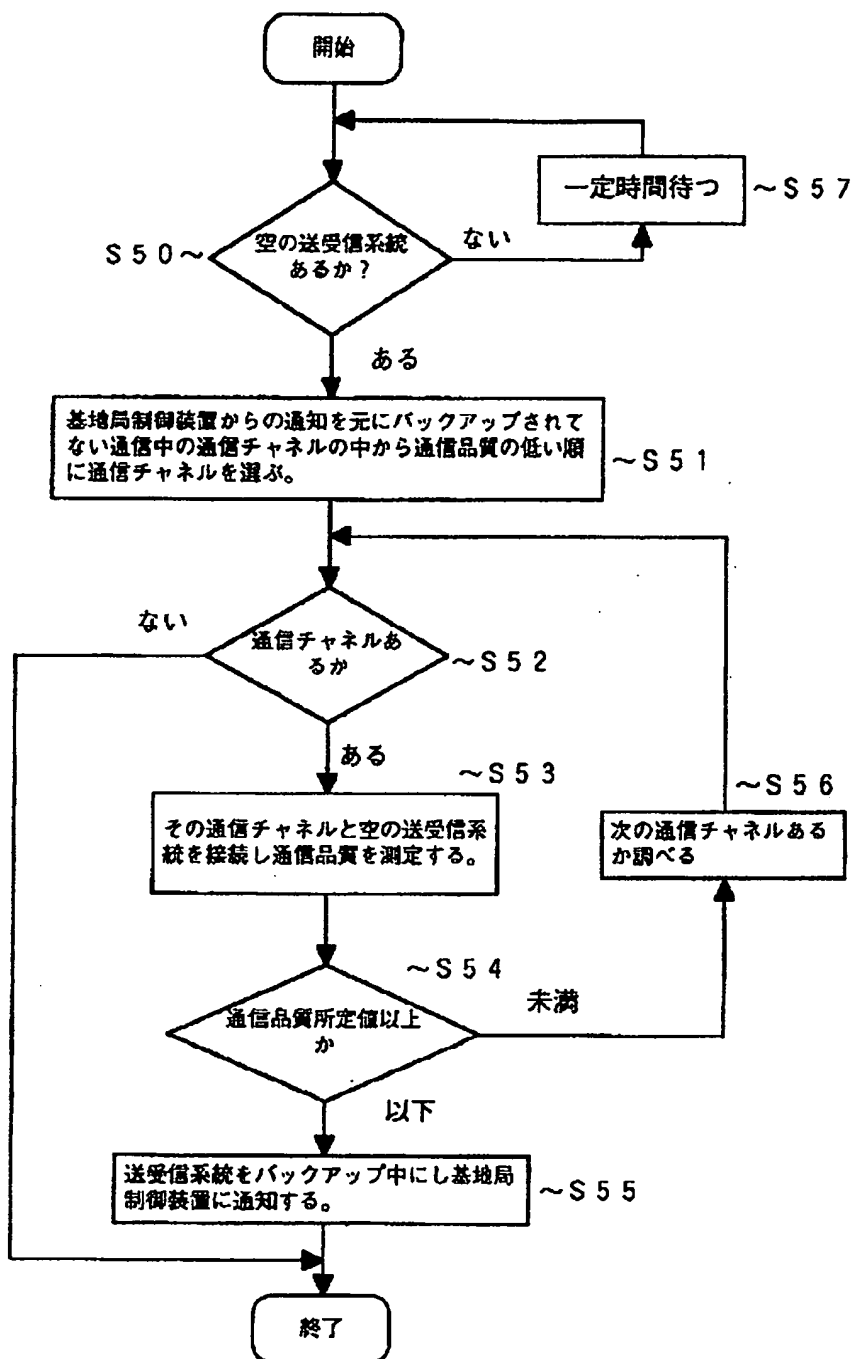 開始
一定時間待つ
～S57
S50～
空の送受信系統
あるか？
ない
ある
基地局制御装置からの通知を元にバックアップされて
ない通信中の通信チャネルの中から通信品質の低い順
に通信チャネルを選ぶ。
～S51
ない
通信チャネルあ
るか
～S52
ある
～S53
その通信チャネルと空の送受信系
統を接続し通信品質を測定する。
～S56
次の通信チャネルある
か調べる
～S54
通信品質所定値以上
か
未満
以下
送受信系統をバックアップ中にし基地局
制御装置に通知する。
～S55
終了